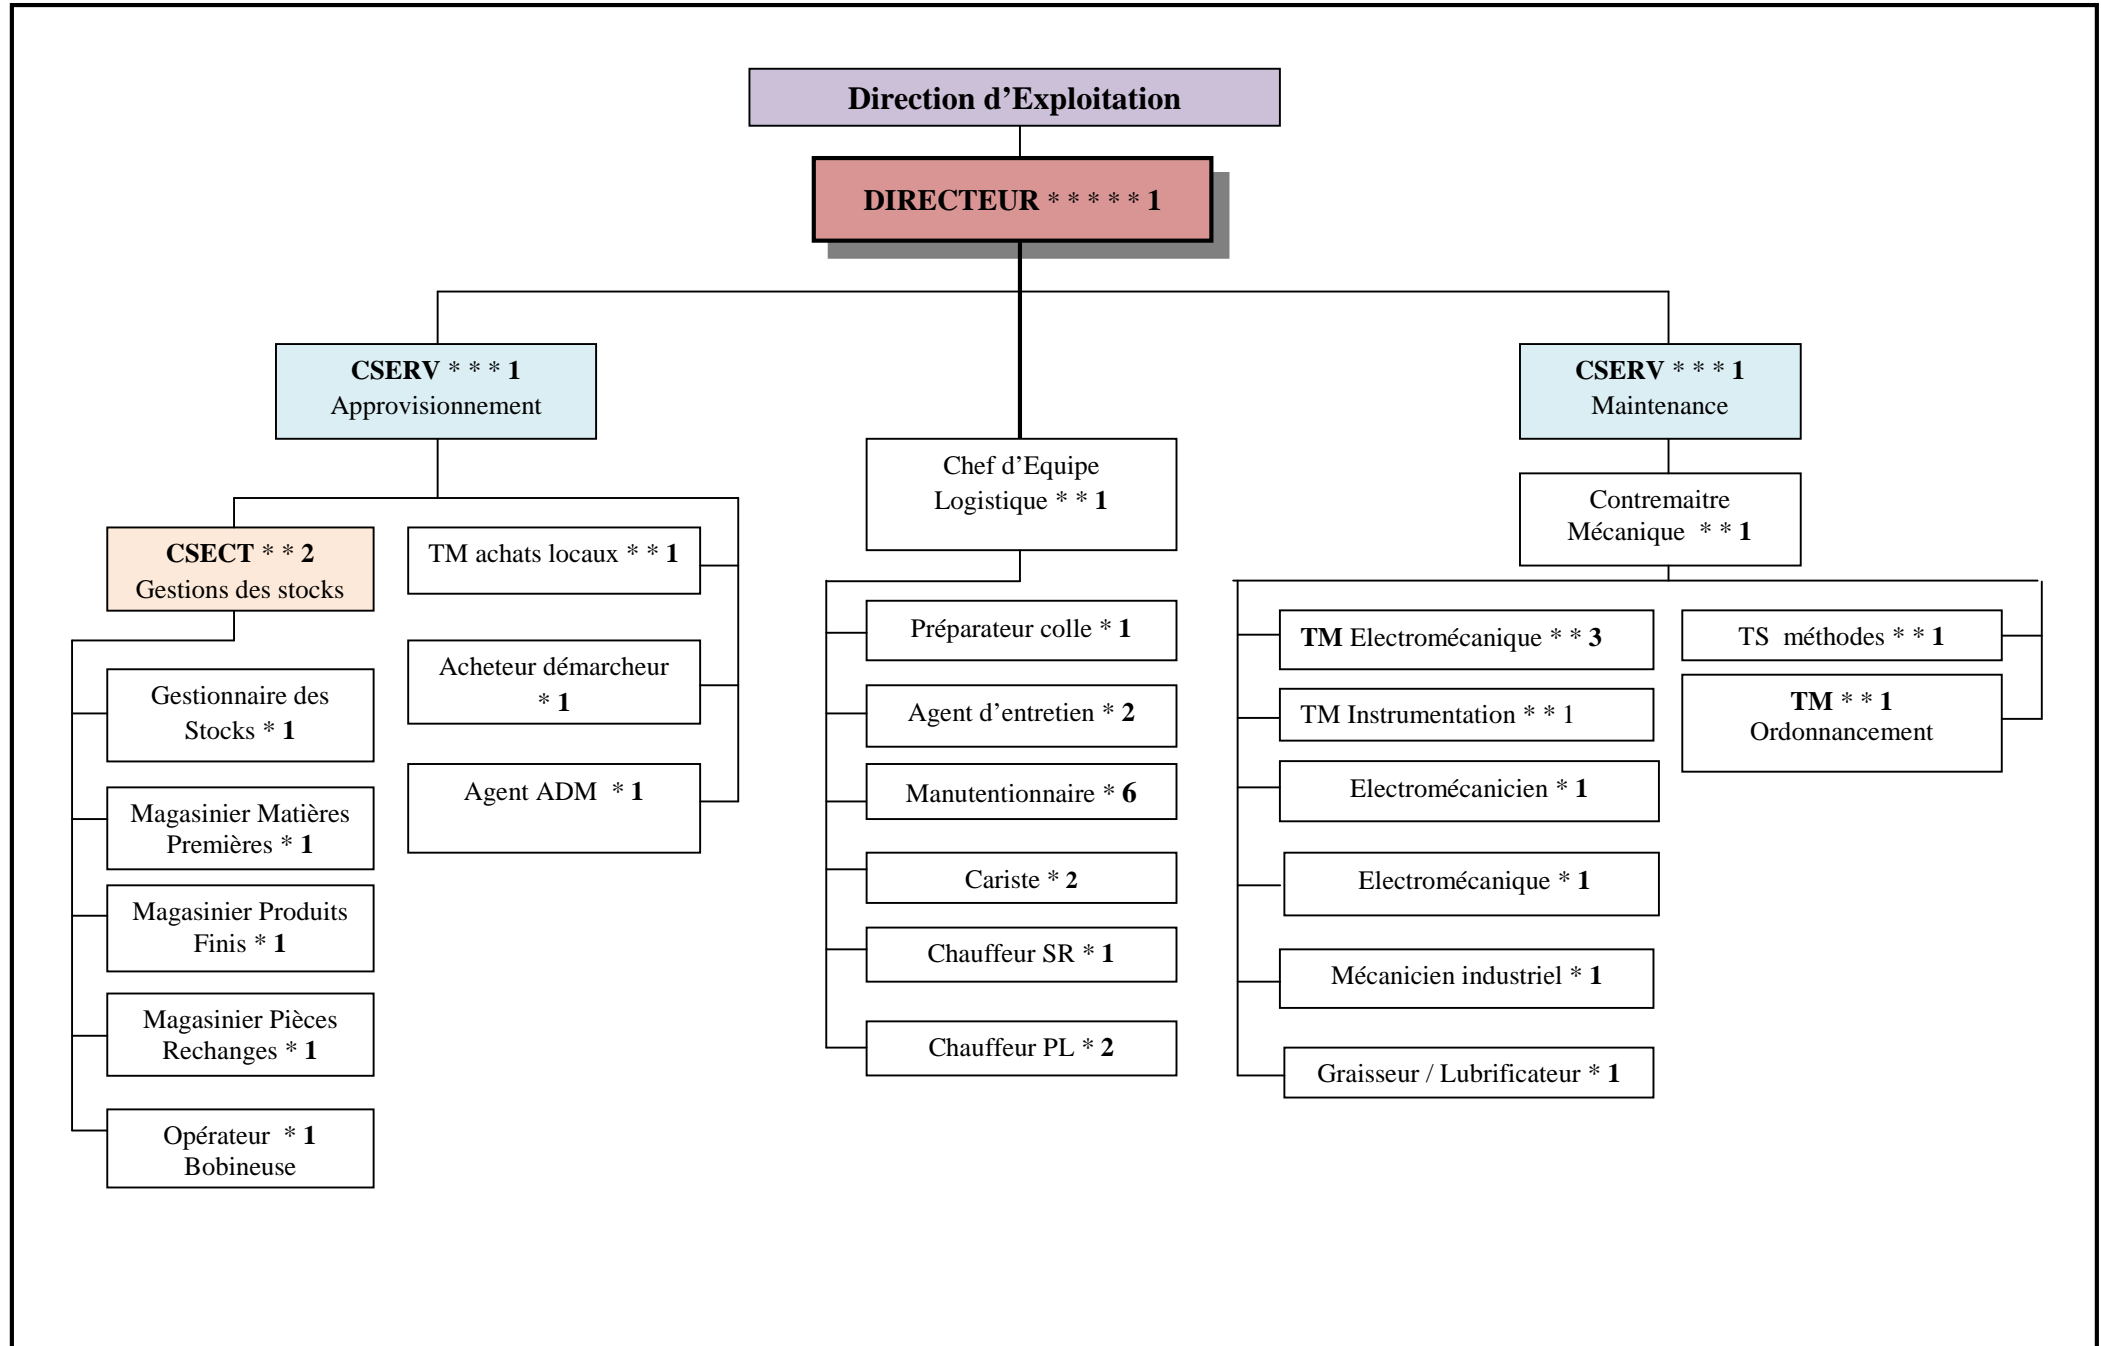 Direction d’Exploitation
DIRECTEUR * * * * * 1
CSERV * * * 1
Approvisionnement
CSECT * * 2
Gestions des stocks
Gestionnaire des
Stocks * 1
Magasinier Matières
Premières * 1
Magasinier Produits
Finis * 1
Magasinier Pièces
Rechanges * 1
Opérateur * 1
Bobineuse
TM achats locaux * * 1
Acheteur démarcheur
* 1
Agent ADM * 1
Chef d’Equipe
Logistique * * 1
Préparateur colle * 1
Agent d’entretien * 2
Manutentionnaire * 6
Cariste * 2
Chauffeur SR * 1
Chauffeur PL * 2
CSERV * * * 1
Maintenance
Contremaitre
Mécanique * * 1
TM Electromécanique * * 3
TM Instrumentation * * 1
Electromécanicien * 1
Electromécanique * 1
Mécanicien industriel * 1
Graisseur / Lubrificateur * 1
TS méthodes * * 1
TM * * 1
Ordonnancement